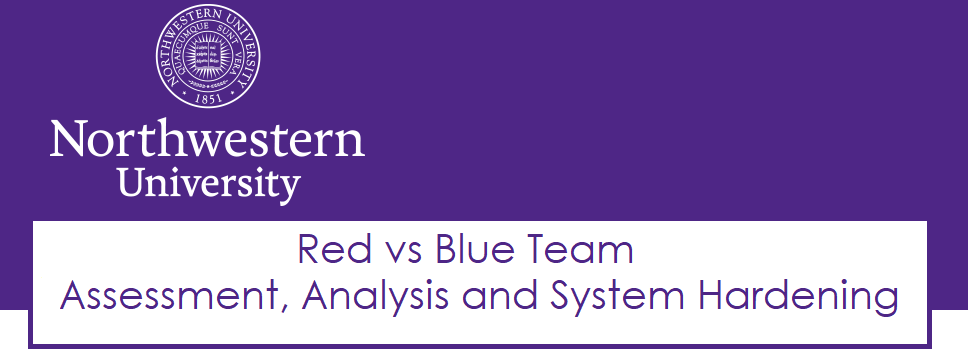 NORTHWESTERN UNIVERSITY
QUAECUMQUE SUNT VERA
1851
Northwestern
University
Red vs Blue Team
Assessment, Analysis and System Hardening